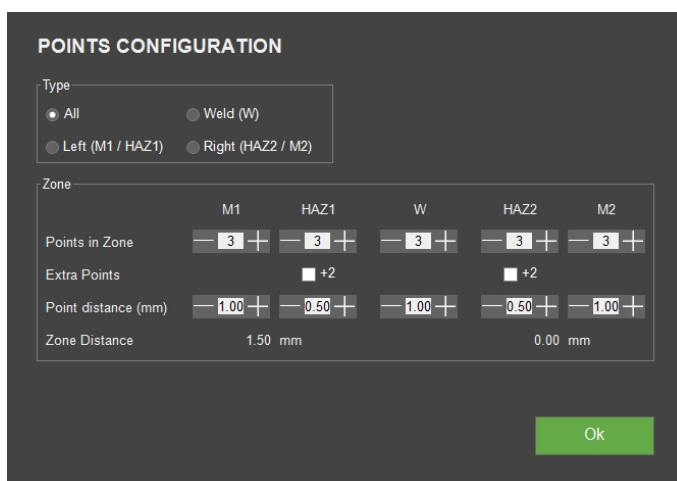 POINTS CONFIGURATION
Type
All Weld (W)
Left (M1 / HAZ1) Right (HAZ2 / M2)
Zone
M1 HAZ1 W HAZ2 M2
Points in Zone 3 3 3 3 3
Extra Points +2 +2
Point distance (mm) 1.00 0.50 1.00 0.50 1.00
Zone Distance 1.50 mm 0.00 mm
Ok